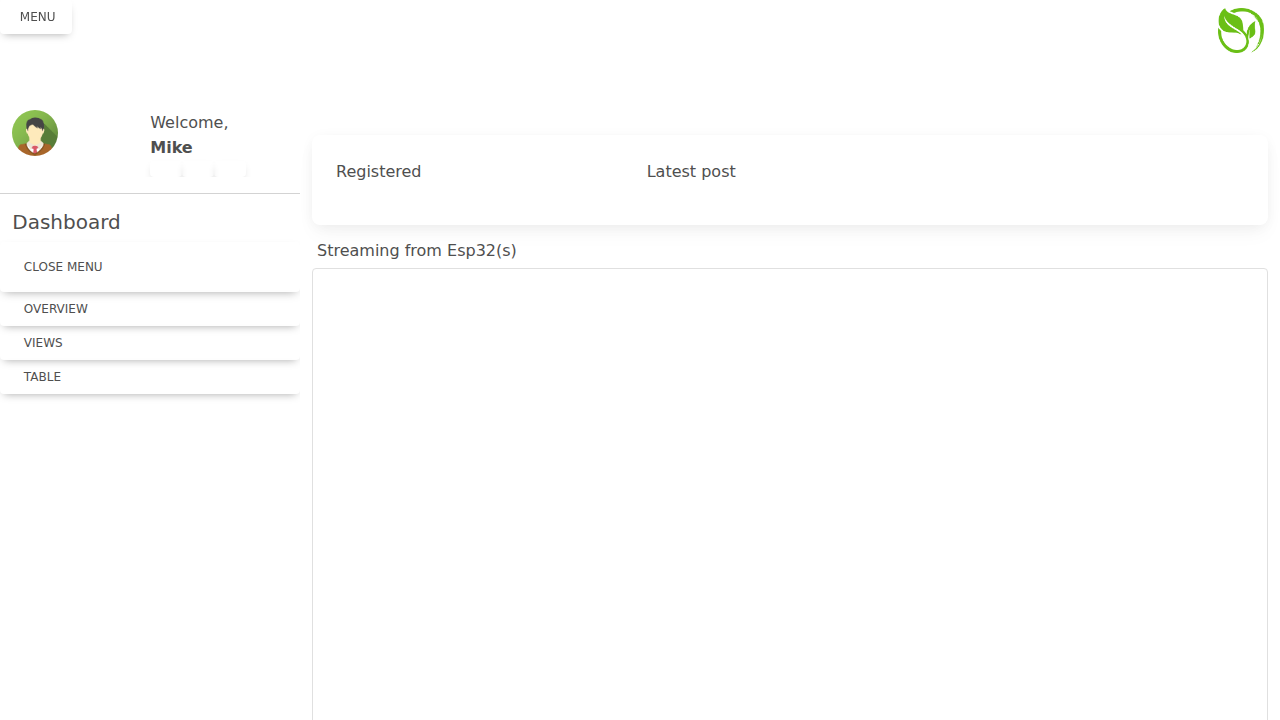 MENU
Welcome,
Mike
Dashboard
CLOSE MENU
OVERVIEW
VIEWS
TABLE
Registered
Latest post
Streaming from Esp32(s)